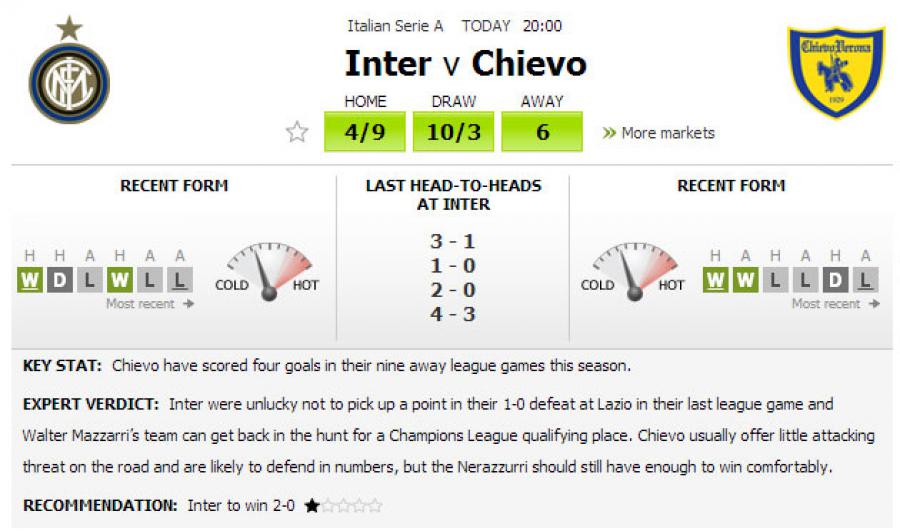 Italian Serie A TODAY 20:00
Inter v Chievo
HOME DRAW AWAY
4/9 10/3 6 » More markets
ChievoVerona
1929
RECENT FORM
H H A H A A
W D L W L L
Most recent →
COLD HOT
LAST HEAD-TO-HEADS
AT INTER
3 - 1
1 - 0
2 - 0
4 - 3
RECENT FORM
COLD HOT
H A H A H A
W W L L D L
Most recent →
KEY STAT: Chievo have scored four goals in their nine away league games this season.
EXPERT VERDICT: Inter were unlucky not to pick up a point in their 1-0 defeat at Lazio in their last league game and
Walter Mazzarri's team can get back in the hunt for a Champions League qualifying place. Chievo usually offer little attacking
threat on the road and are likely to defend in numbers, but the Nerazzurri should still have enough to win comfortably.
RECOMMENDATION: Inter to win 2-0